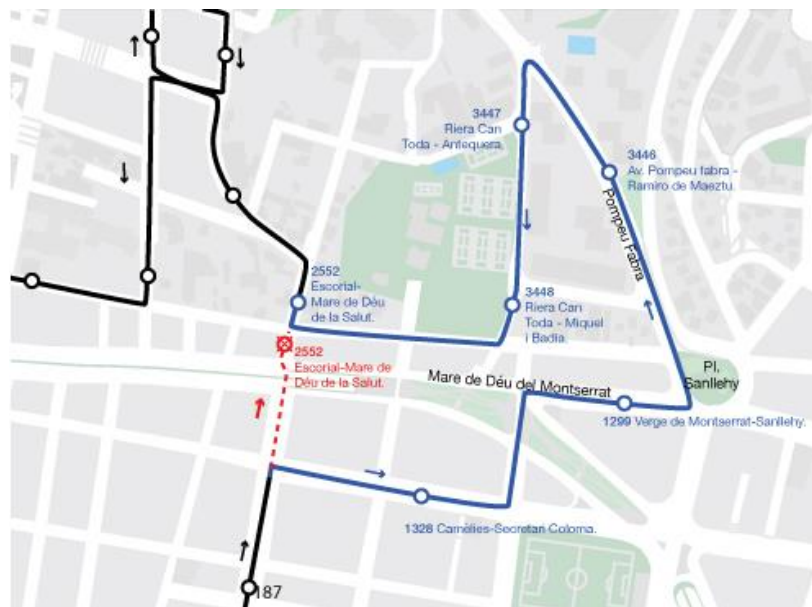 3447
Riera Can
Toda - Antequera.
3446
Av. Pompeu fabra -
Ramiro de Maeztu.
Pompeu Fabra
2552
Escorial-
Mare de Déu
de la Salut.
3448
Riera Can
Toda - Miquel
i Badia.
2552
Escorial-Mare de
Déu de la Salut.
Mare de Déu del Montserrat
Pl.
Sanllehy
1299 Verge de Montserrat-Sanllehy.
1328 Camèlies-Secretari Coloma.
187